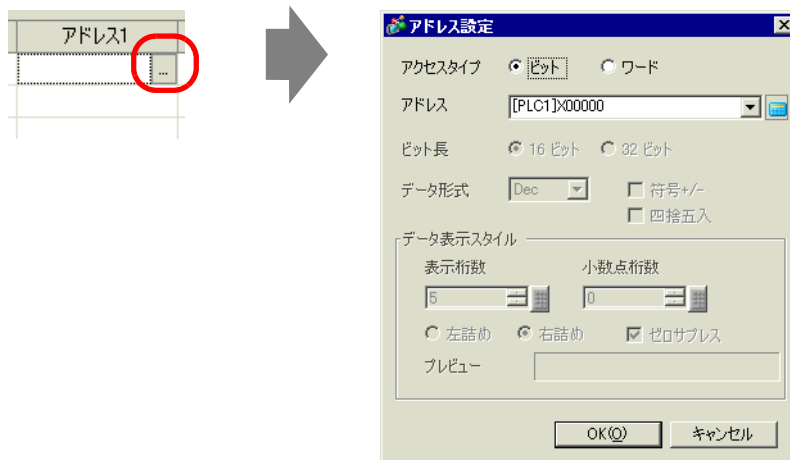 アドレス1
...
アドレス設定
アクセスタイプ ビット ワード
アドレス [PLC1]X00000
ビット長 16 ビット 32 ビット
データ形式 Dec 符号+/-
四捨五入
データ表示スタイル
表示桁数 小数点桁数
5 0
左詰め 右詰め ゼロサプレス
プレビュー
OK(O) キャンセル